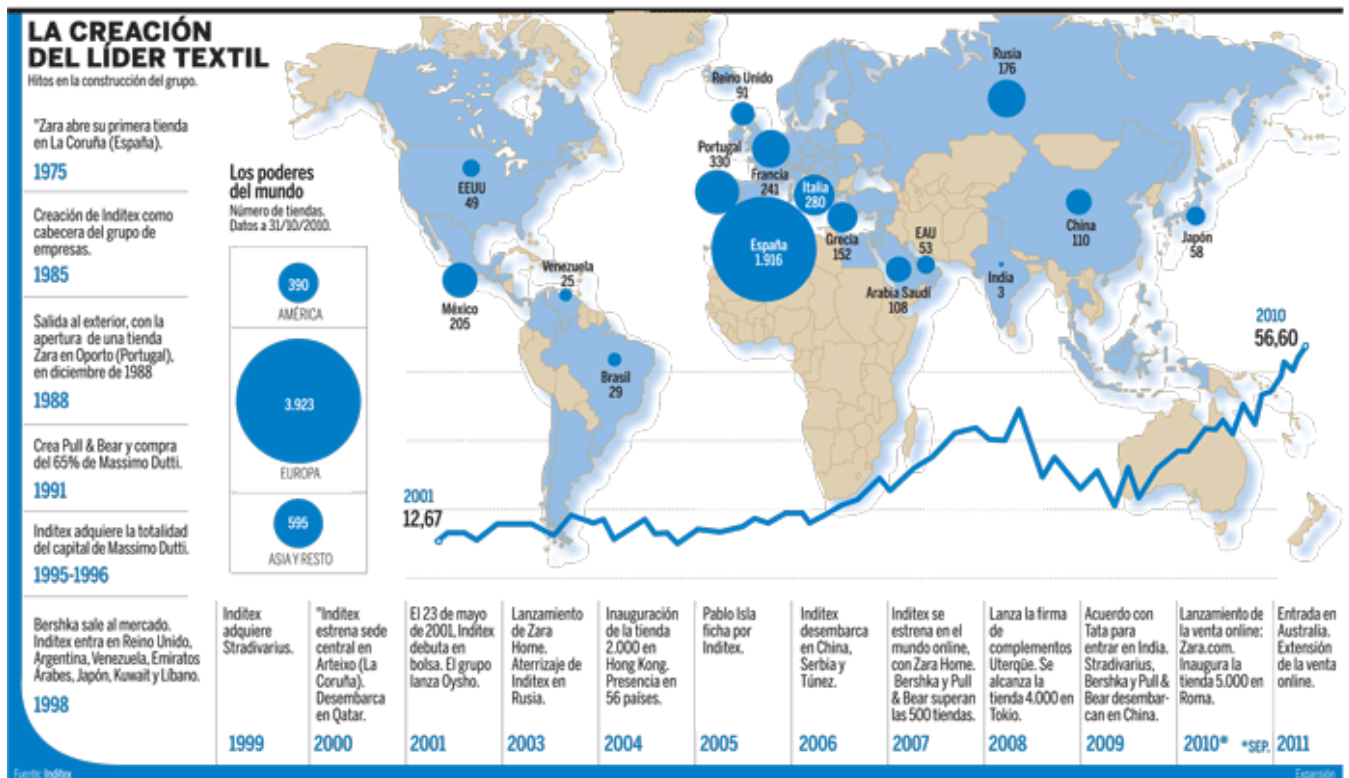 LA CREACIÓN
DEL LÍDER TEXTIL
Hitos en la construcción del grupo.
"Zara abre su primera tienda
en La Coruña (España).
1975
Creación de Inditex como
cabecera del grupo de
empresas.
1985
Salida al exterior, con la
apertura de una tienda
Zara en Oporto (Portugal),
en diciembre de 1988
1988
Crea Pull & Bear y compra
del 65% de Massimo Dutti.
1991
Inditex adquiere la totalidad
del capital de Massimo Dutti.
1995-1996
Bershka sale al mercado.
Inditex entra en Reino Unido,
Argentina, Venezuela, Emiratos
Árabes, Japón, Kuwait y Líbano.
1998
Los poderes
del mundo
Número de tiendas.
Datos a 31/10/2010.
390
AMÉRICA
3.923
EUROPA
595
ASIA Y RESTO
EEUU
49
México
205
Venezuela
25
Brasil
29
Reino Unido
91
Portugal
330
Francia
241
Italia
280
España
1.916
Grecia
152
Rusia
176
EAU
53
Arabia Saudí
108
India
3
China
110
Japón
58
2001
12,67
2010
56,60
Inditex
adquiere
Stradivarius.
1999
"Inditex
estrena sede
central en
Arteixo (La
Coruña).
Desembarca
en Qatar.
2000
El 23 de mayo
de 2001, Inditex
debuta en
bolsa. El grupo
lanza Oysho.
2001
Lanzamiento
de Zara
Home.
Aterrizaje de
Inditex en
Rusia.
2003
Inauguración
de la tienda
2.000 en
Hong Kong.
Presencia en
56 países.
2004
Pablo Isla
ficha por
Inditex.
2005
Inditex
desembarca
en China,
Serbia y
Túnez.
2006
Inditex se
estrena en el
mundo online,
con Zara Home.
Bershka y Pull
& Bear superan
las 500 tiendas.
2007
Lanza la firma
de
complementos
Uterqüe. Se
alcanza la
tienda 4.000 en
Tokio.
2008
Acuerdo con
Tata para
entrar en India.
Stradivarius,
Bershka y Pull &
Bear desembar-
can en China.
2009
Lanzamiento de
la venta online:
Zara.com.
Inaugura la
tienda 5.000 en
Roma.
2010* *SEP.
Entrada en
Australia.
Extensión
de la venta
online.
2011
Fuente: Inditex
Expansión